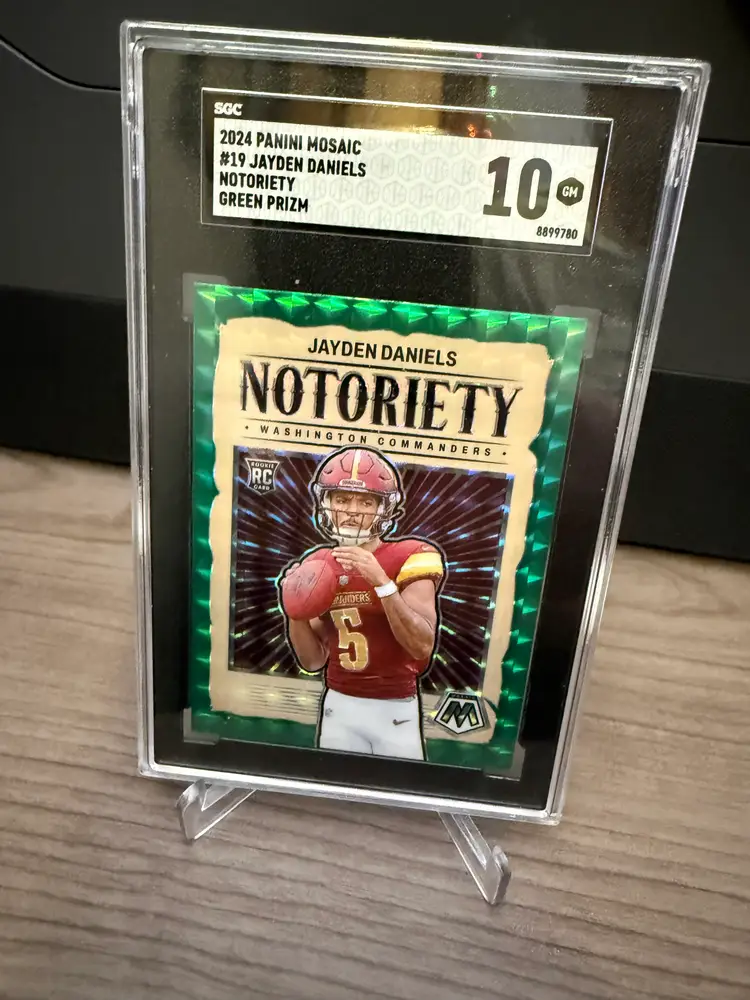 SGC
2024 PANINI MOSAIC
#19 JAYDEN DANIELS
NOTORIETY
GREEN PRIZM
10 GM
8899780
JAYDEN DANIELS
NOTORIETY
• WASHINGTON COMMANDERS •
ROOKIE
RC
CARD
5
M